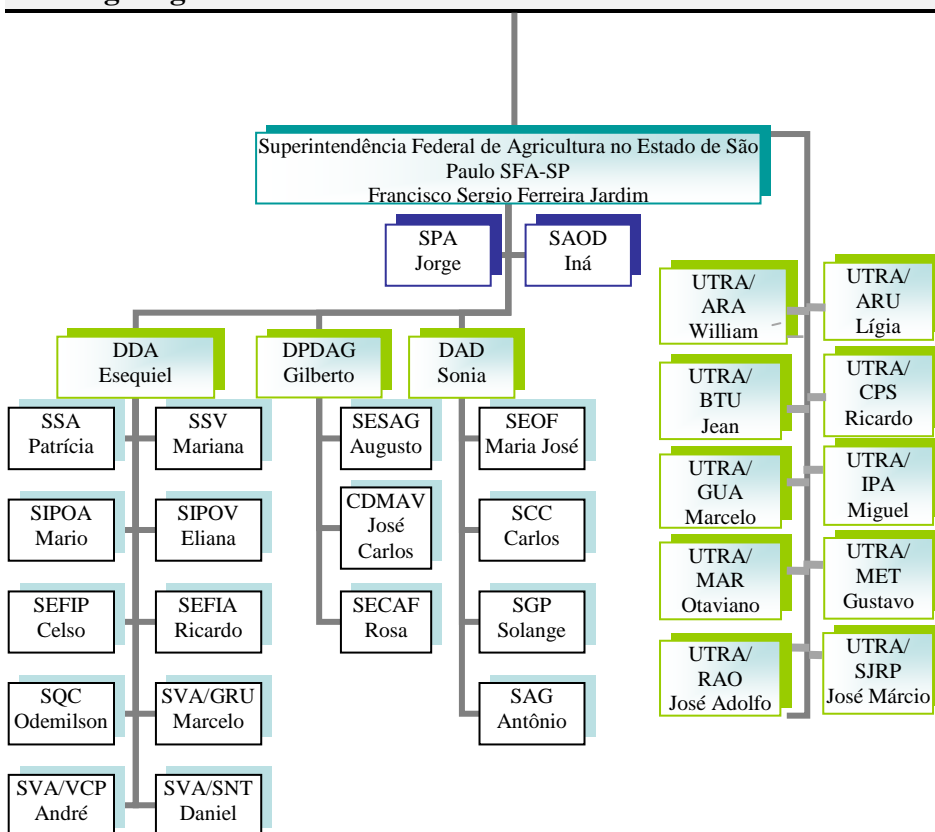 Superintendência Federal de Agricultura no Estado de São
Paulo SFA-SP
Francisco Sergio Ferreira Jardim
SPA
Jorge
SAOD
Iná
DDA
Esequiel
DPDAG
Gilberto
DAD
Sonia
SSA
Patrícia
SSV
Mariana
SIPOA
Mario
SIPOV
Eliana
SEFIP
Celso
SEFIA
Ricardo
SQC
Odemilson
SVA/GRU
Marcelo
SVA/VCP
André
SVA/SNT
Daniel
SESAG
Augusto
CDMAV
José
Carlos
SECAF
Rosa
SEOF
Maria José
SCC
Carlos
SGP
Solange
SAG
Antônio
UTRA/
ARA
William
UTRA/
ARU
Lígia
UTRA/
BTU
Jean
UTRA/
CPS
Ricardo
UTRA/
GUA
Marcelo
UTRA/
IPA
Miguel
UTRA/
MAR
Otaviano
UTRA/
MET
Gustavo
UTRA/
RAO
José Adolfo
UTRA/
SJRP
José Márcio